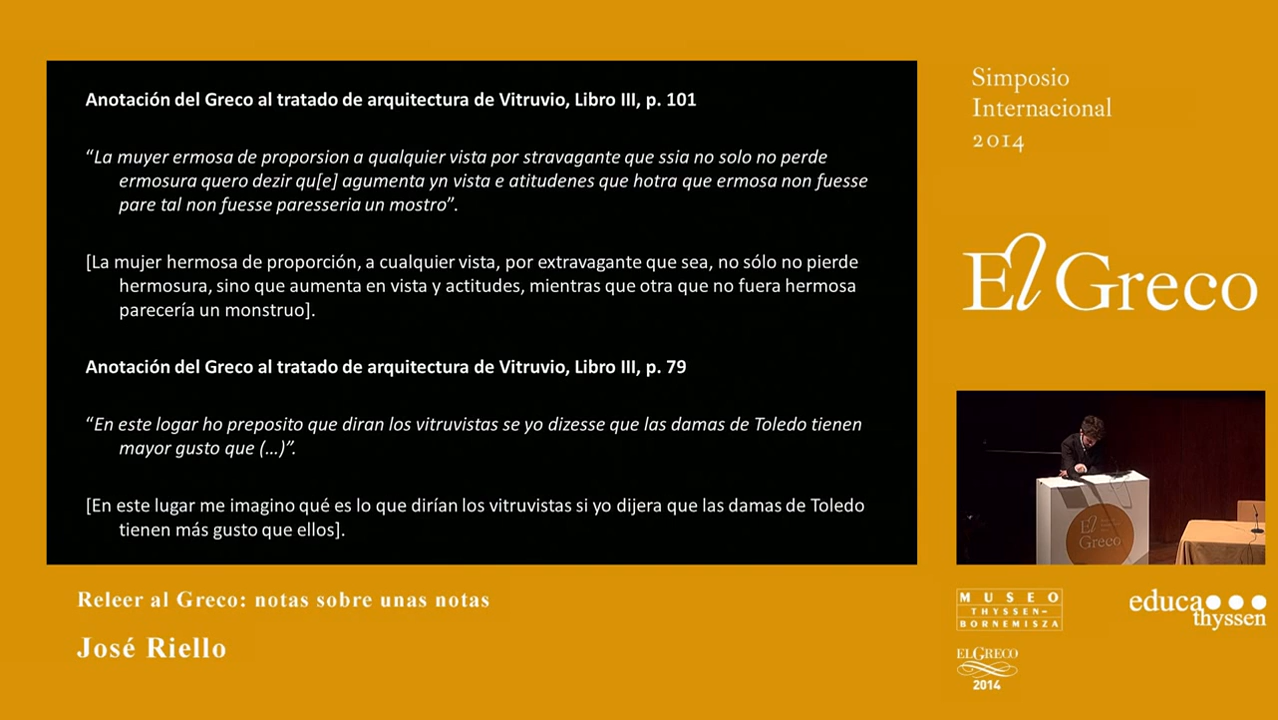 Anotación del Greco al tratado de arquitectura de Vitruvio, Libro III, p. 101
“La muyer ermosa de proporsion a qualquier vista por stravagante que ssia no solo no perde
ermosura quero dezir qu[e] agumenta yn vista e atitudenes que hotra que ermosa non fuesse
pare tal non fuesse paresseria un mostro”.
[La mujer hermosa de proporción, a cualquier vista, por extravagante que sea, no sólo no pierde
hermosura, sino que aumenta en vista y actitudes, mientras que otra que no fuera hermosa
parecería un monstruo].
Anotación del Greco al tratado de arquitectura de Vitruvio, Libro III, p. 79
“En este logar ho preposito que diran los vitruvistas se yo dizesse que las damas de Toledo tienen
mayor gusto que (…)”.
[En este lugar me imagino qué es lo que dirían los vitruvistas si yo dijera que las damas de Toledo
tienen más gusto que ellos].
Simposio
Internacional
2014
El Greco
El
Greco
Releer al Greco: notas sobre unas notas
José Riello
MUSEO
THYSSEN-
BORNEMISZA
educa
thyssen
ELGRECO
2014